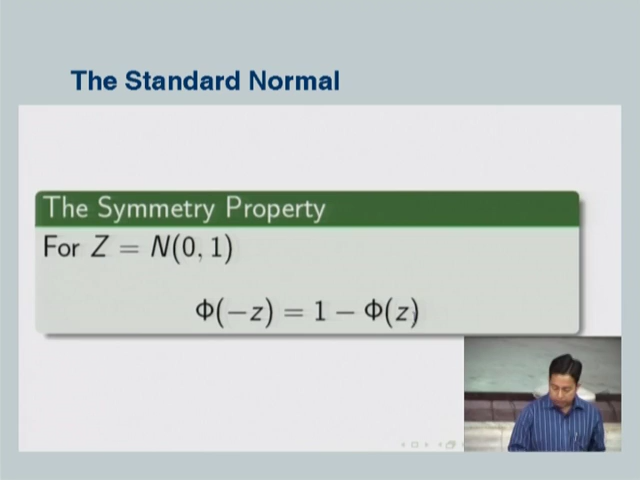 The Standard Normal
The Symmetry Property
For Z = N(0, 1)
Φ(−z) = 1 − Φ(z)